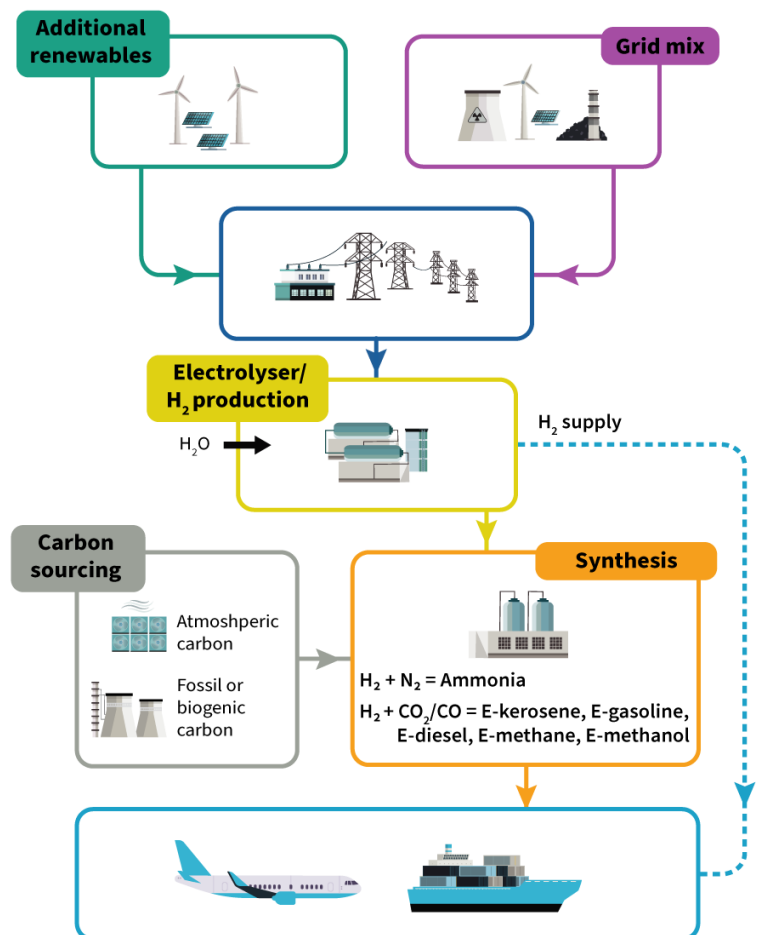 Additional
renewables
Grid mix
Electrolyser/
H₂ production
H₂O
H₂ supply
Carbon
sourcing
Synthesis
Atmoshperic
carbon
Fossil or
biogenic
carbon
H₂ + N₂ = Ammonia
H₂ + CO₂/CO = E-kerosene, E-gasoline,
E-diesel, E-methane, E-methanol